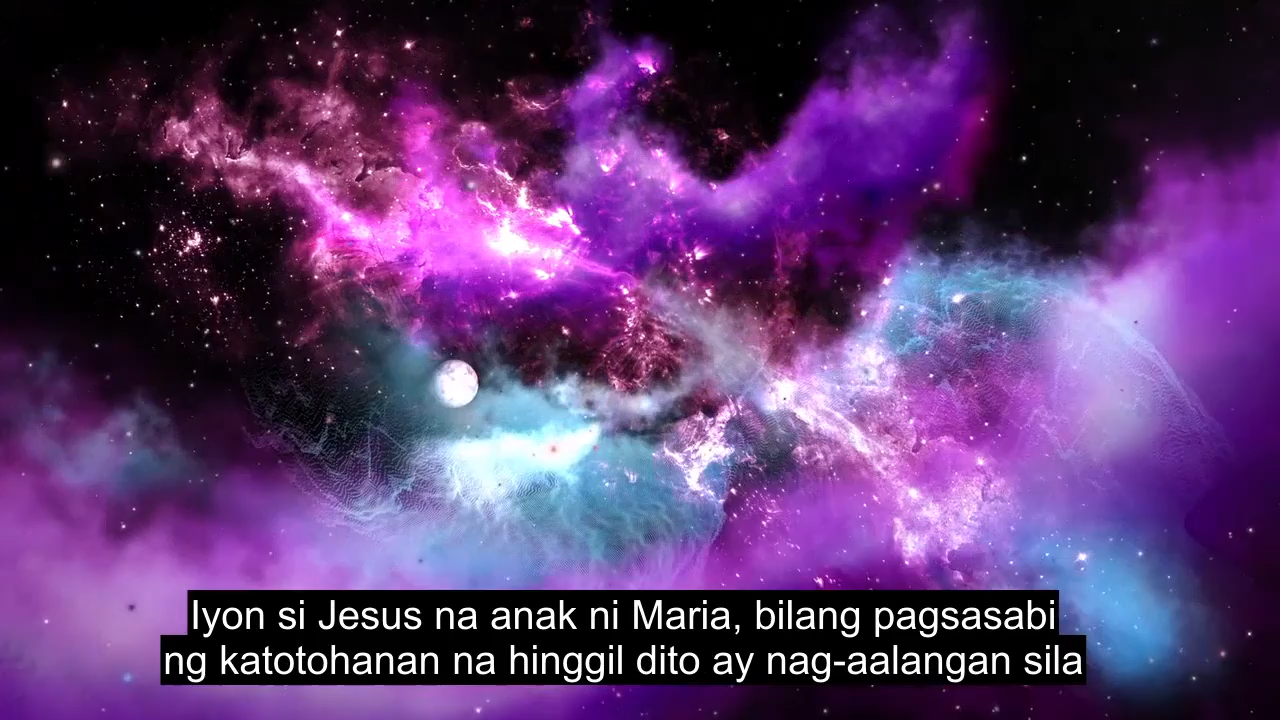 Iyon si Jesus na anak ni Maria, bilang pagsasabi
ng katotohanan na hinggil dito ay nag-aalangan sila